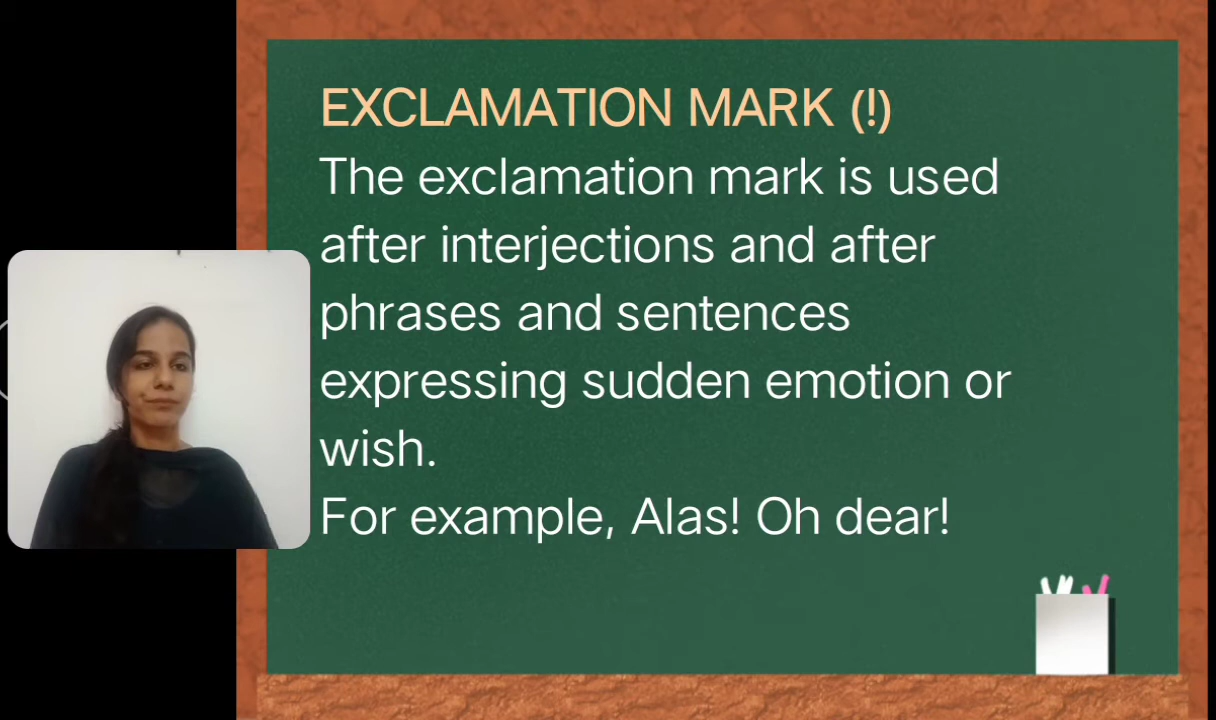 EXCLAMATION MARK (!)
The exclamation mark is used
after interjections and after
phrases and sentences
expressing sudden emotion or
wish.
For example, Alas! Oh dear!